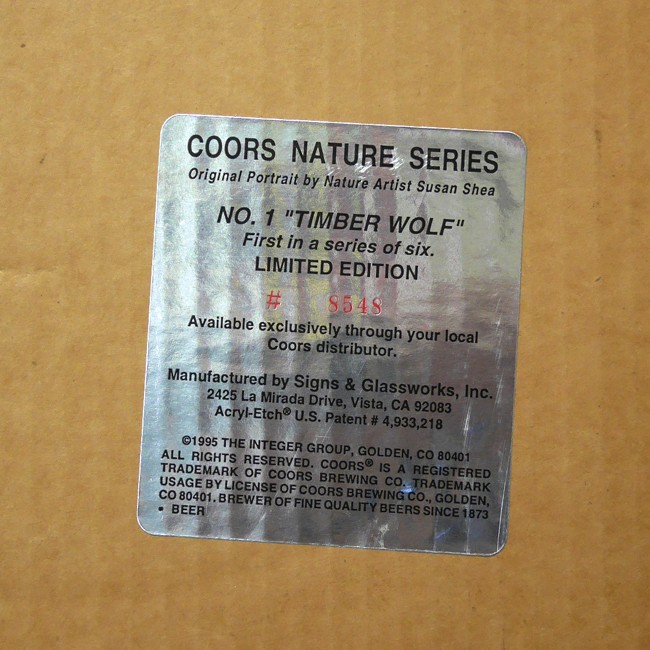 COORS NATURE SERIES
Original Portrait by Nature Artist Susan Shea
NO. 1 "TIMBER WOLF"
First in a series of six.
LIMITED EDITION
# 8548
Available exclusively through your local
Coors distributor.
Manufactured by Signs & Glassworks, Inc.
2425 La Mirada Drive, Vista, CA 92083
Acryl-Etch® U.S. Patent # 4,933,218
©1995 THE INTEGER GROUP, GOLDEN, CO 80401
ALL RIGHTS RESERVED. COORS® IS A REGISTERED
TRADEMARK OF COORS BREWING CO. TRADEMARK
USAGE BY LICENSE OF COORS BREWING CO., GOLDEN,
CO 80401. BREWER OF FINE QUALITY BEERS SINCE 1873
• BEER